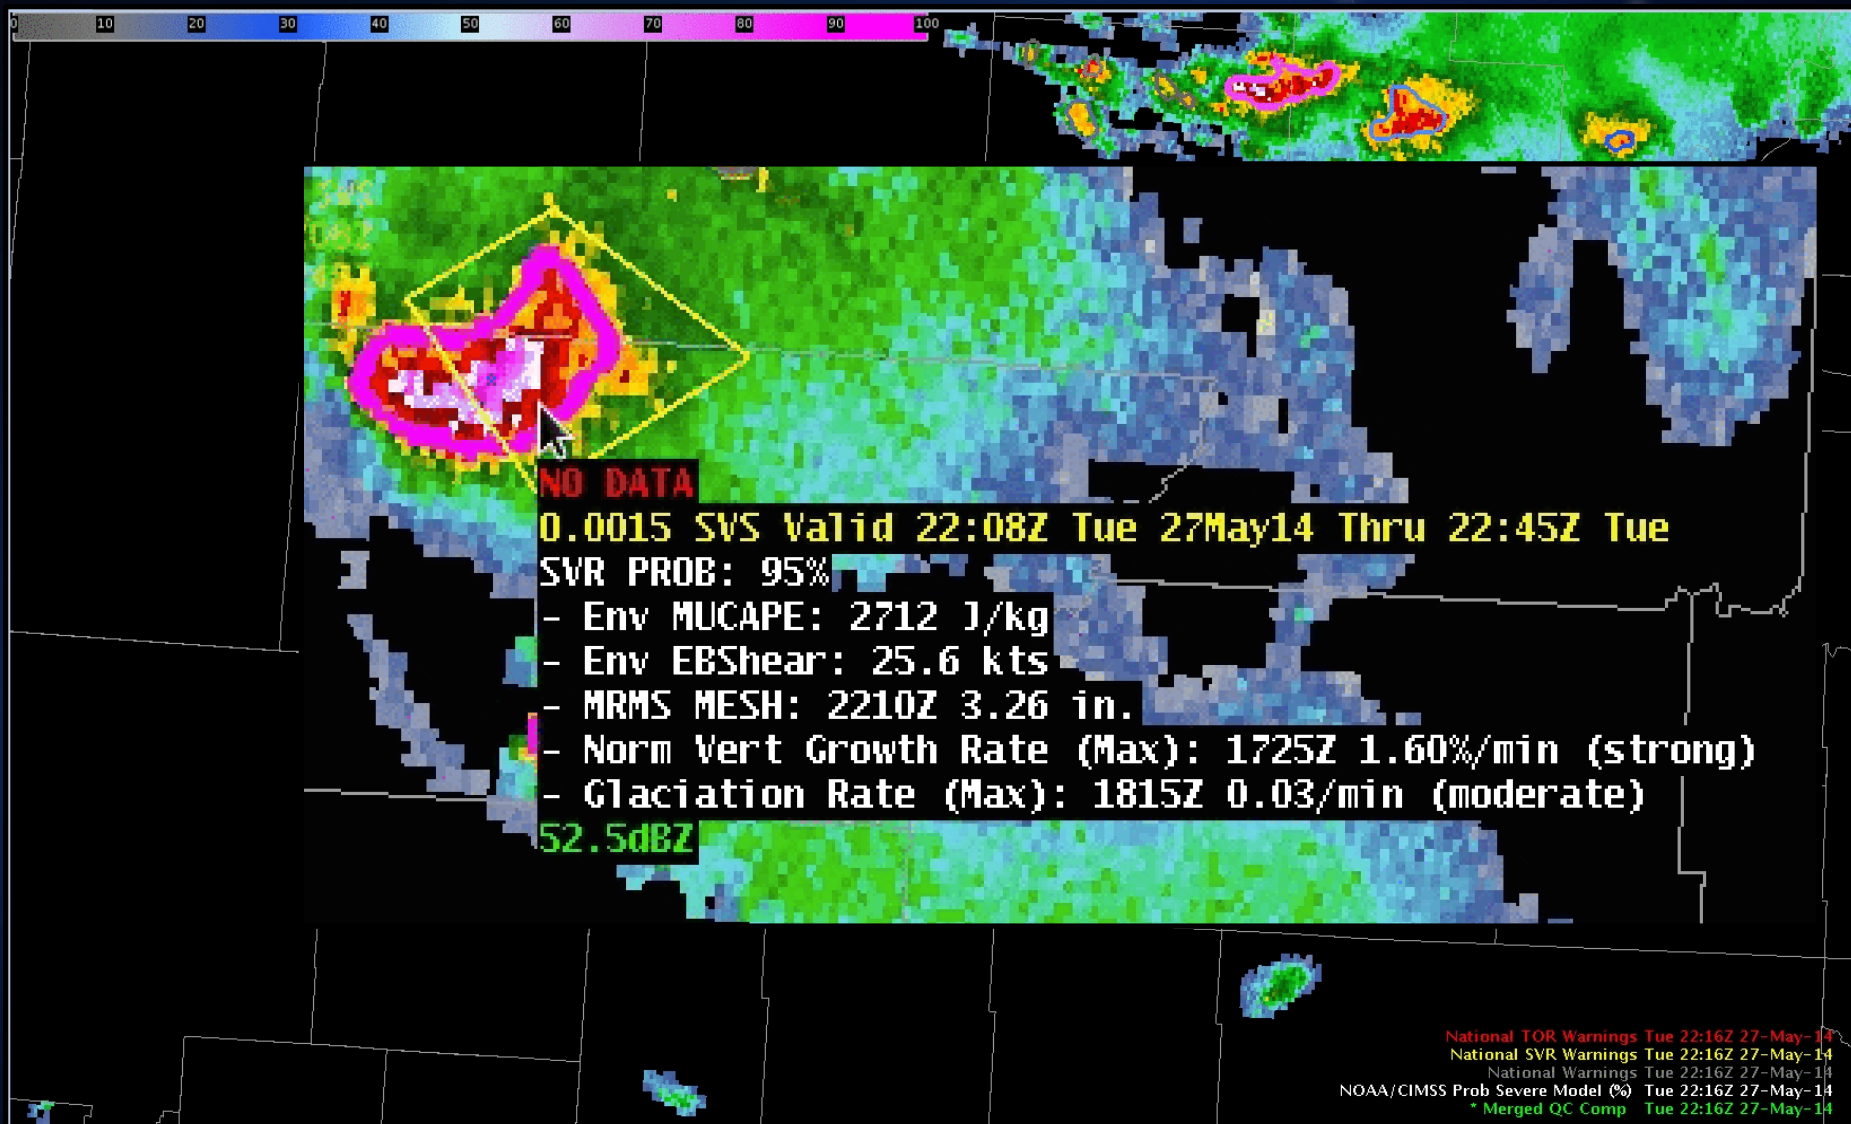 0 10 20 30 40 50 60 70 80 90 100
SVS
NO DATA
0.0015 SVS Valid 22:08Z Tue 27May14 Thru 22:45Z Tue
SVR PROB: 95%
- Env MUCAPE: 2712 J/kg
- Env EBShear: 25.6 kts
- MRMS MESH: 2210Z 3.26 in.
- Norm Vert Growth Rate (Max): 1725Z 1.60%/min (strong)
- Glaciation Rate (Max): 1815Z 0.03/min (moderate)
52.5dBZ
National TOR Warnings Tue 22:16Z 27-May-14
National SVR Warnings Tue 22:16Z 27-May-14
National Warnings Tue 22:16Z 27-May-14
NOAA/CIMSS Prob Severe Model (%) Tue 22:16Z 27-May-14
* Merged QC Comp Tue 22:16Z 27-May-14